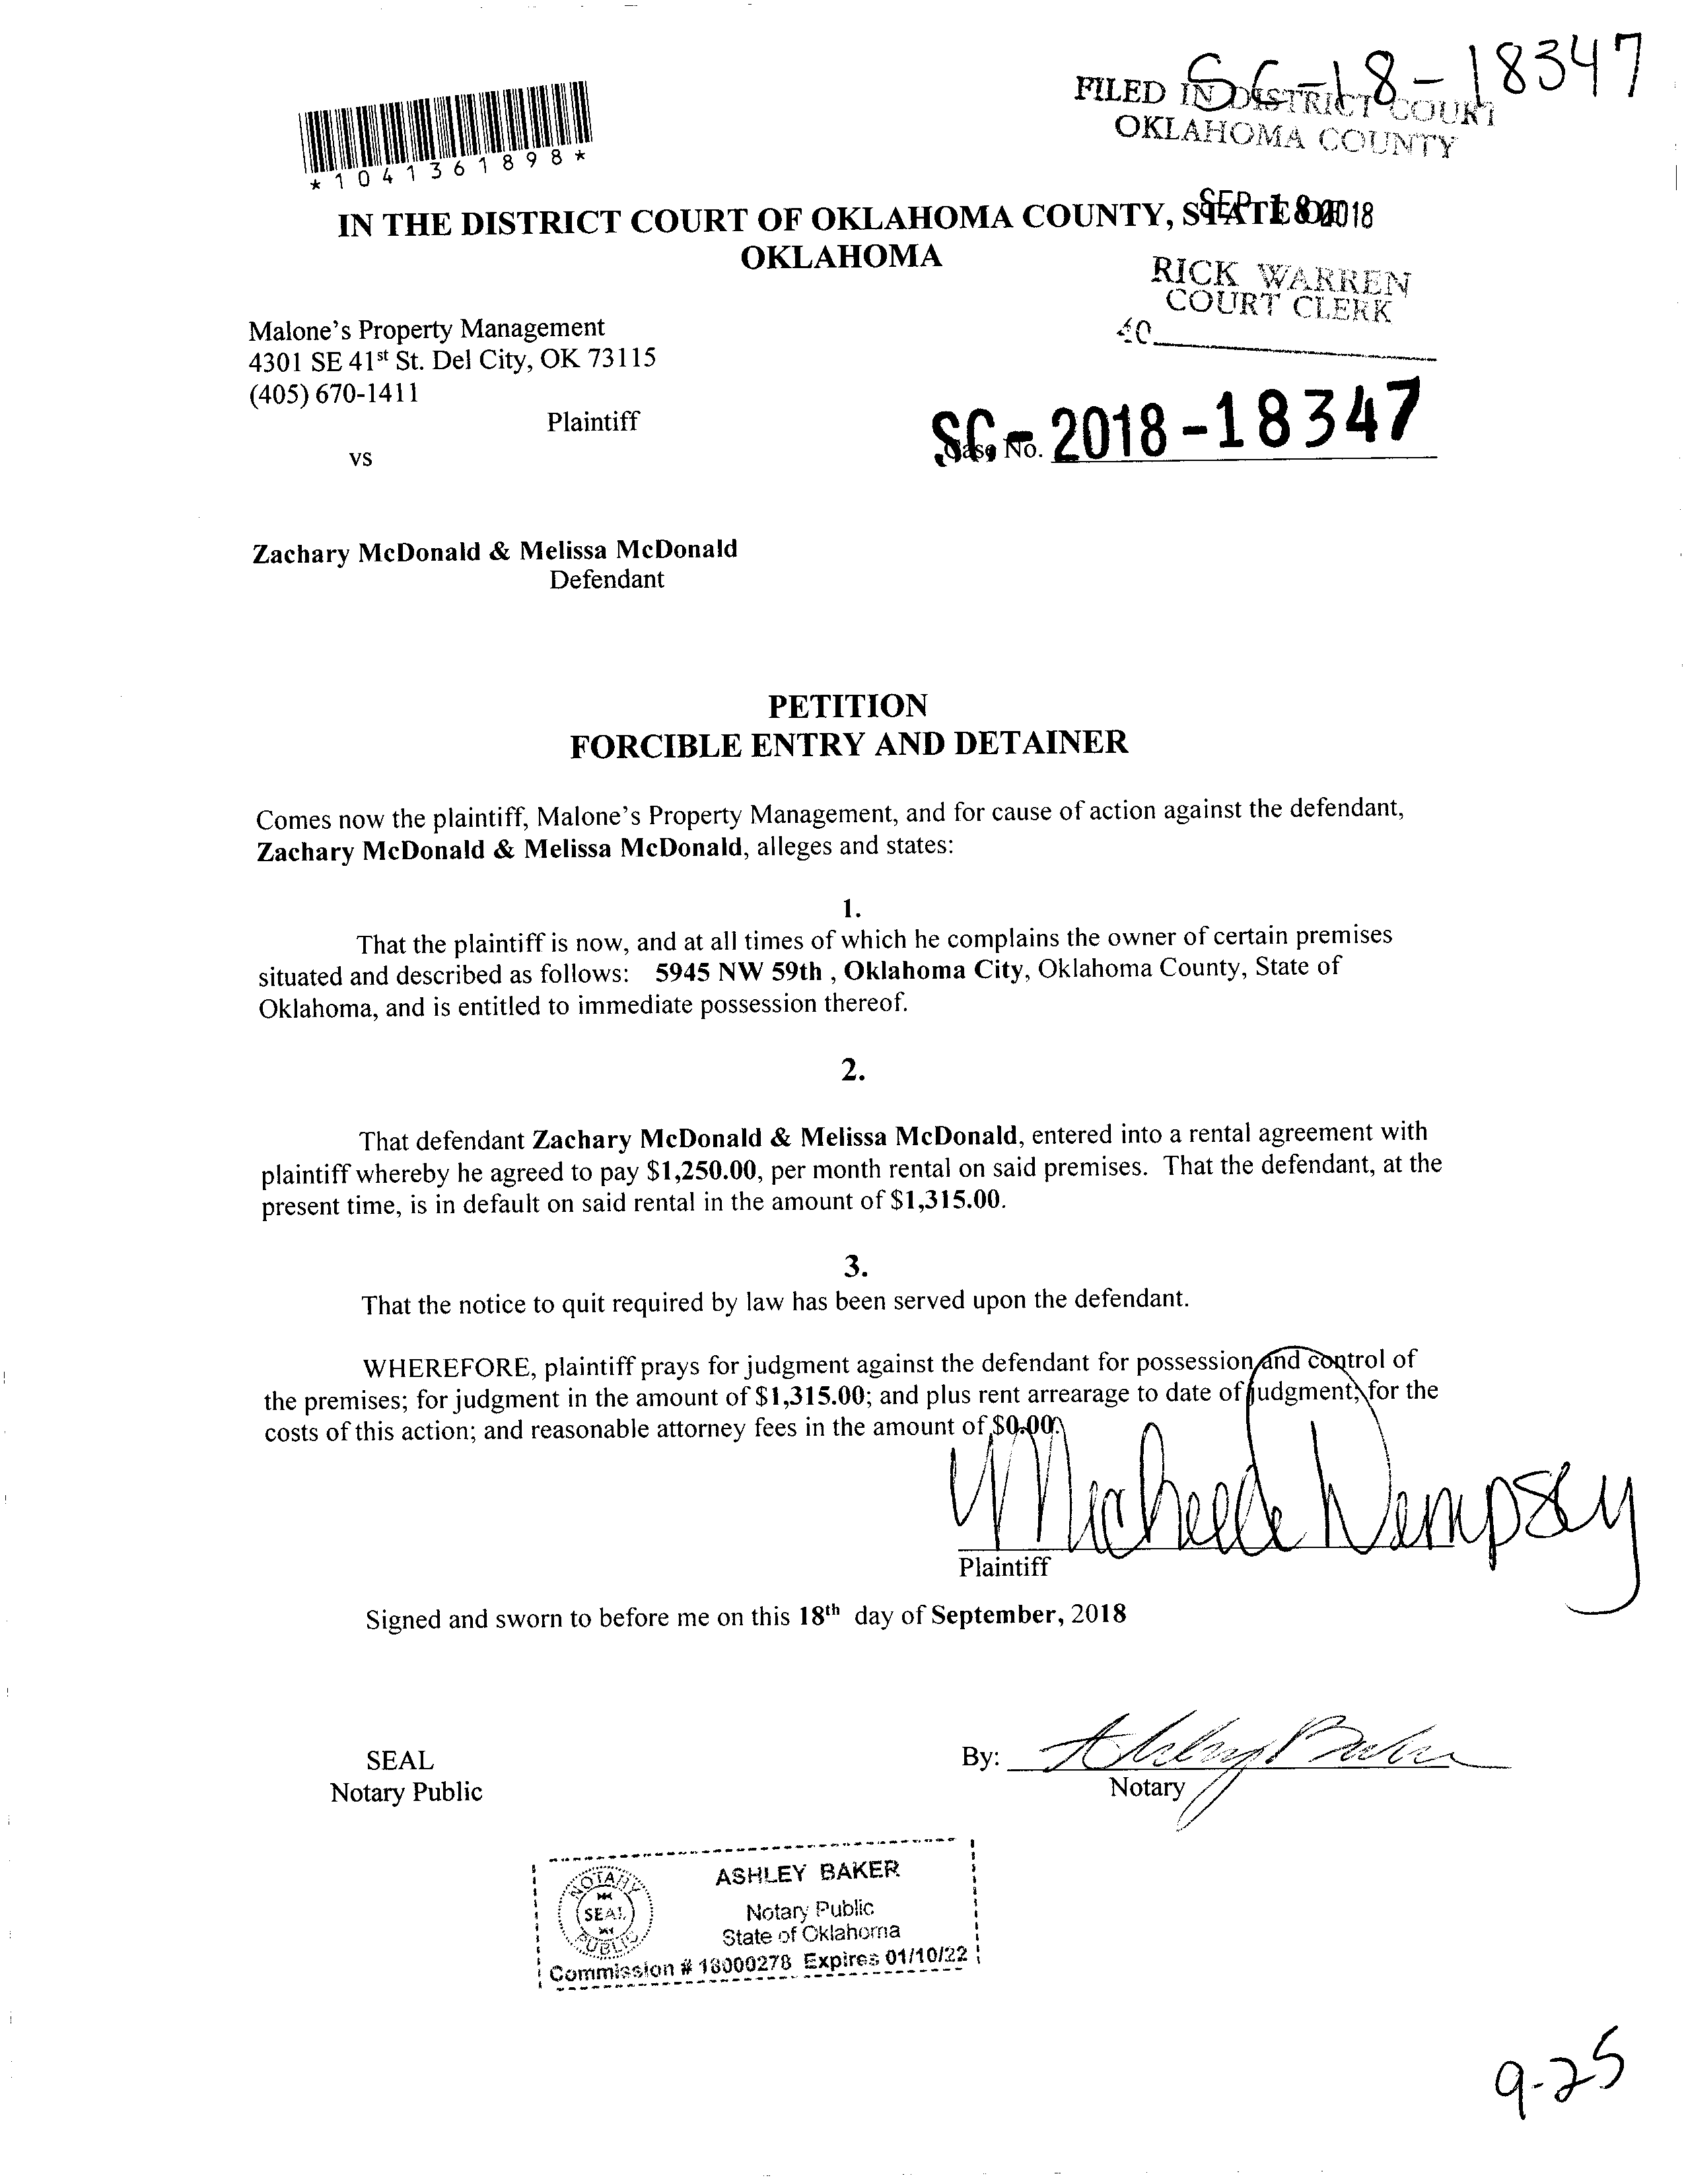 SC-18-18347
FILED IN DISTRICT COURT
OKLAHOMA COUNTY
*1041361898*
SEP 18 2018
IN THE DISTRICT COURT OF OKLAHOMA COUNTY, STATE OF
OKLAHOMA
RICK WARREN
COURT CLERK
40
Malone's Property Management
4301 SE 41st St. Del City, OK 73115
(405) 670-1411
Plaintiff
SC-2018-18347
Case No.
vs
Zachary McDonald & Melissa McDonald
Defendant
PETITION
FORCIBLE ENTRY AND DETAINER
Comes now the plaintiff, Malone's Property Management, and for cause of action against the defendant,
Zachary McDonald & Melissa McDonald, alleges and states:
1.
That the plaintiff is now, and at all times of which he complains the owner of certain premises
situated and described as follows: 5945 NW 59th , Oklahoma City, Oklahoma County, State of
Oklahoma, and is entitled to immediate possession thereof.
2.
That defendant Zachary McDonald & Melissa McDonald, entered into a rental agreement with
plaintiff whereby he agreed to pay $1,250.00, per month rental on said premises. That the defendant, at the
present time, is in default on said rental in the amount of $1,315.00.
3.
That the notice to quit required by law has been served upon the defendant.
WHEREFORE, plaintiff prays for judgment against the defendant for possession and control of
the premises; for judgment in the amount of $1,315.00; and plus rent arrearage to date of judgment; for the
costs of this action; and reasonable attorney fees in the amount of $0.00.
Michelle Dempsey
Plaintiff
Signed and sworn to before me on this 18th day of September, 2018
SEAL
Notary Public
By: Ashley Baker
Notary
NOTARY
SEAL
PUBLIC
ASHLEY BAKER
Notary Public
State of Oklahoma
Commission # 18000278 Expires 01/10/22
9-25